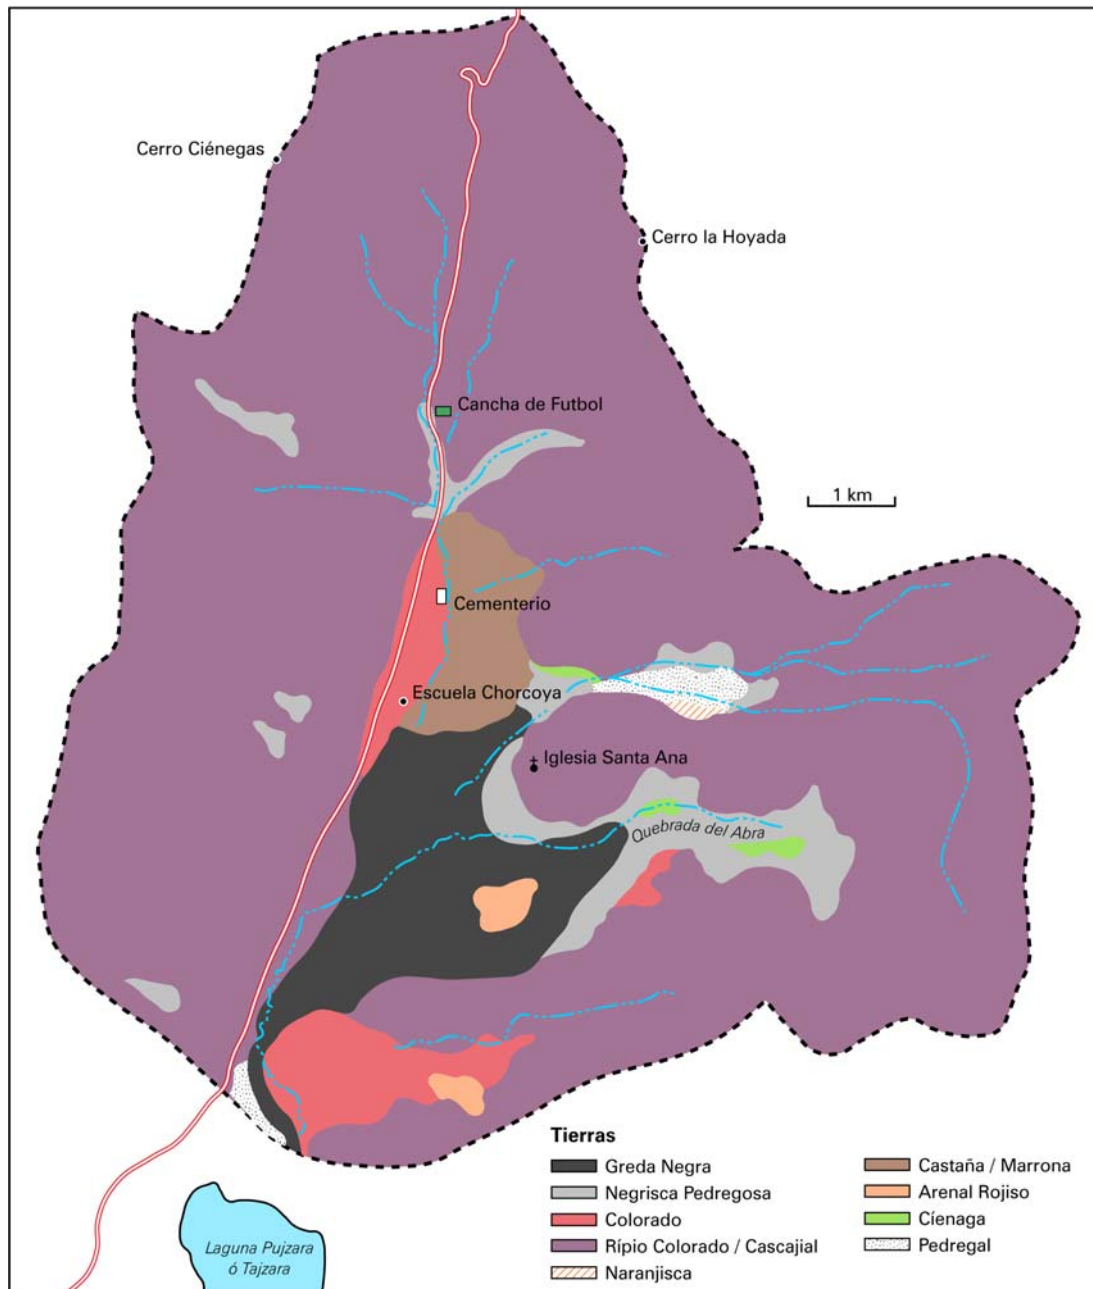 Cerro Ciénegas
Cerro la Hoyada
Cancha de Futbol
1 km
Cementerio
Escuela Chorcoya
Iglesia Santa Ana
Quebrada del Abra
Laguna Pujzara
ó Tajzara
Tierras
Greda Negra
Negrisca Pedregosa
Colorado
Rípio Colorado / Cascajial
Naranjisca
Castaña / Marrona
Arenal Rojiso
Cíenaga
Pedregal